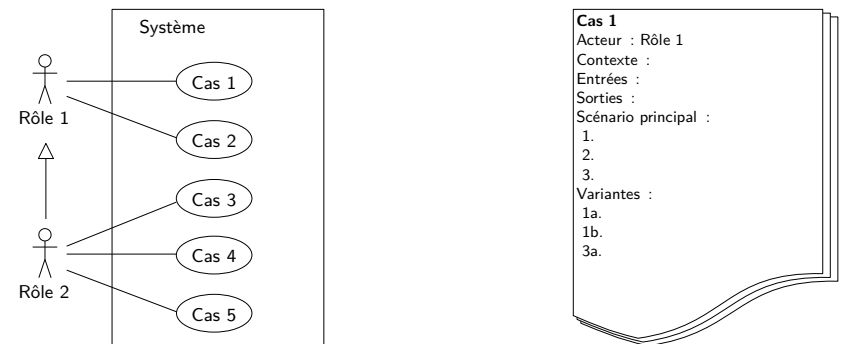 Système
Rôle 1
Cas 1
Cas 2
Cas 3
Cas 4
Cas 5
Rôle 2
Cas 1
Acteur : Rôle 1
Contexte :
Entrées :
Sorties :
Scénario principal :
1.
2.
3.
Variantes :
1a.
1b.
3a.